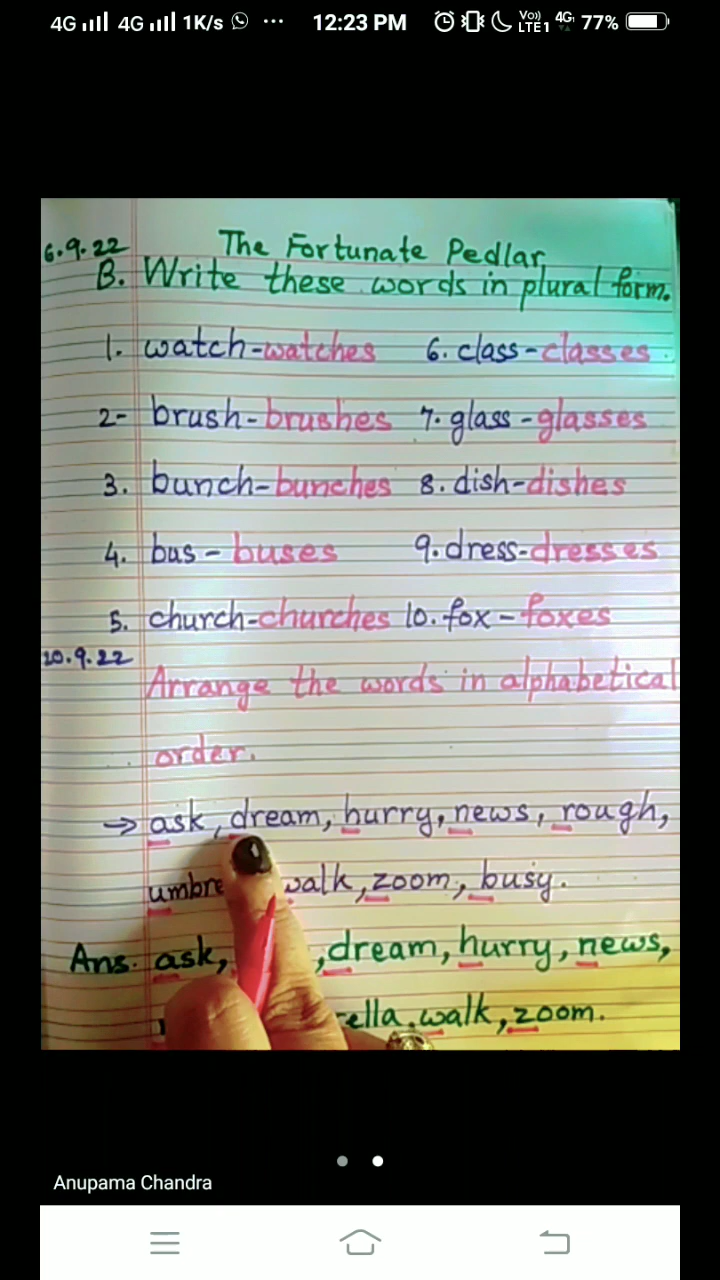 4G 4G 1K/s ... 12:23 PM Vo) LTE1 4G 77%
6.9.22 The Fortunate Pedlar
B. Write these words in plural form.
1. watch-watches 6. class-classes.
2- brush-brushes 7. glass-glasses
3. bunch-bunches 8. dish-dishes
4. bus-buses 9. dress-dresses
5. church-churches 10. fox-foxes
10.9.22
Arrange the words in alphabetical
order.
→ ask, dream, hurry, news, rough,
walk, zoom, busy.
Ans. ask, ,dream, hurry, news,
walk, zoom.
Anupama Chandra